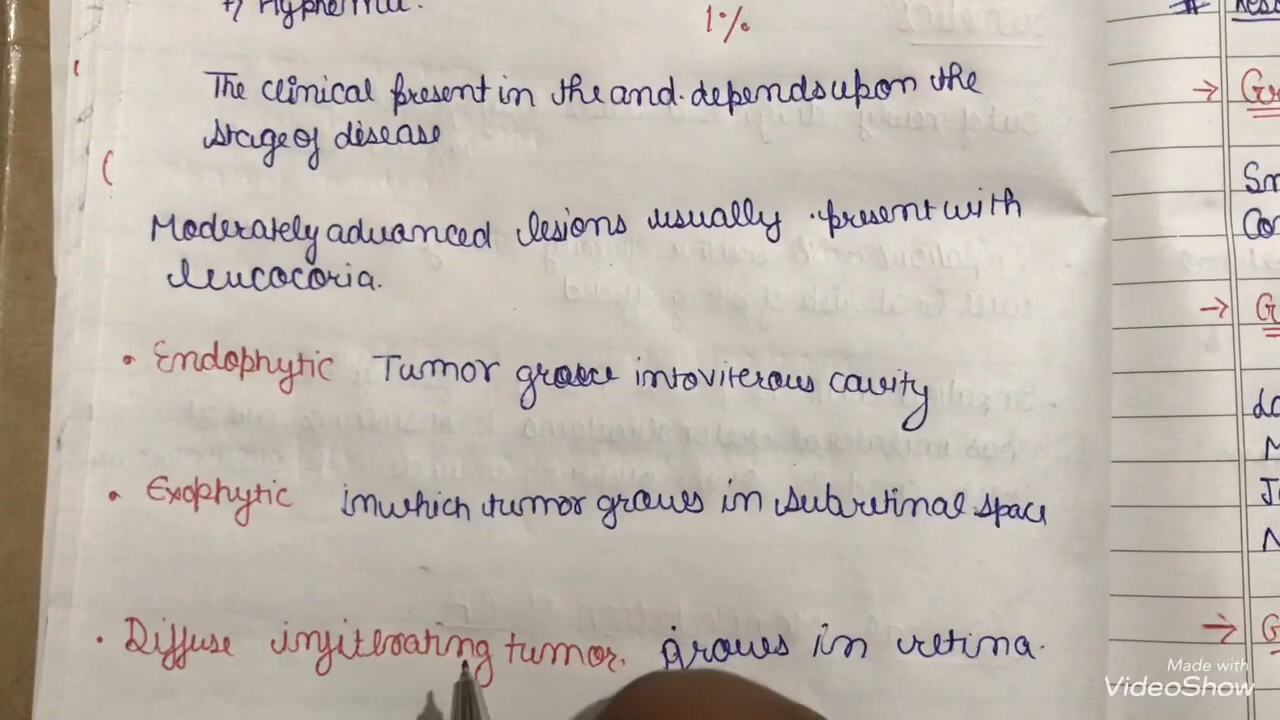 Hyphema.
1%
The clinical present in the and depends upon the
stage of disease
Moderately advanced lesions usually present with
leucocoria.
• Endophytic Tumor grows into viterous cavity
• Exophytic in which tumor grows in subretinal space
• Diffuse infilterating tumor. grows in retina.
Made with
VideoShow